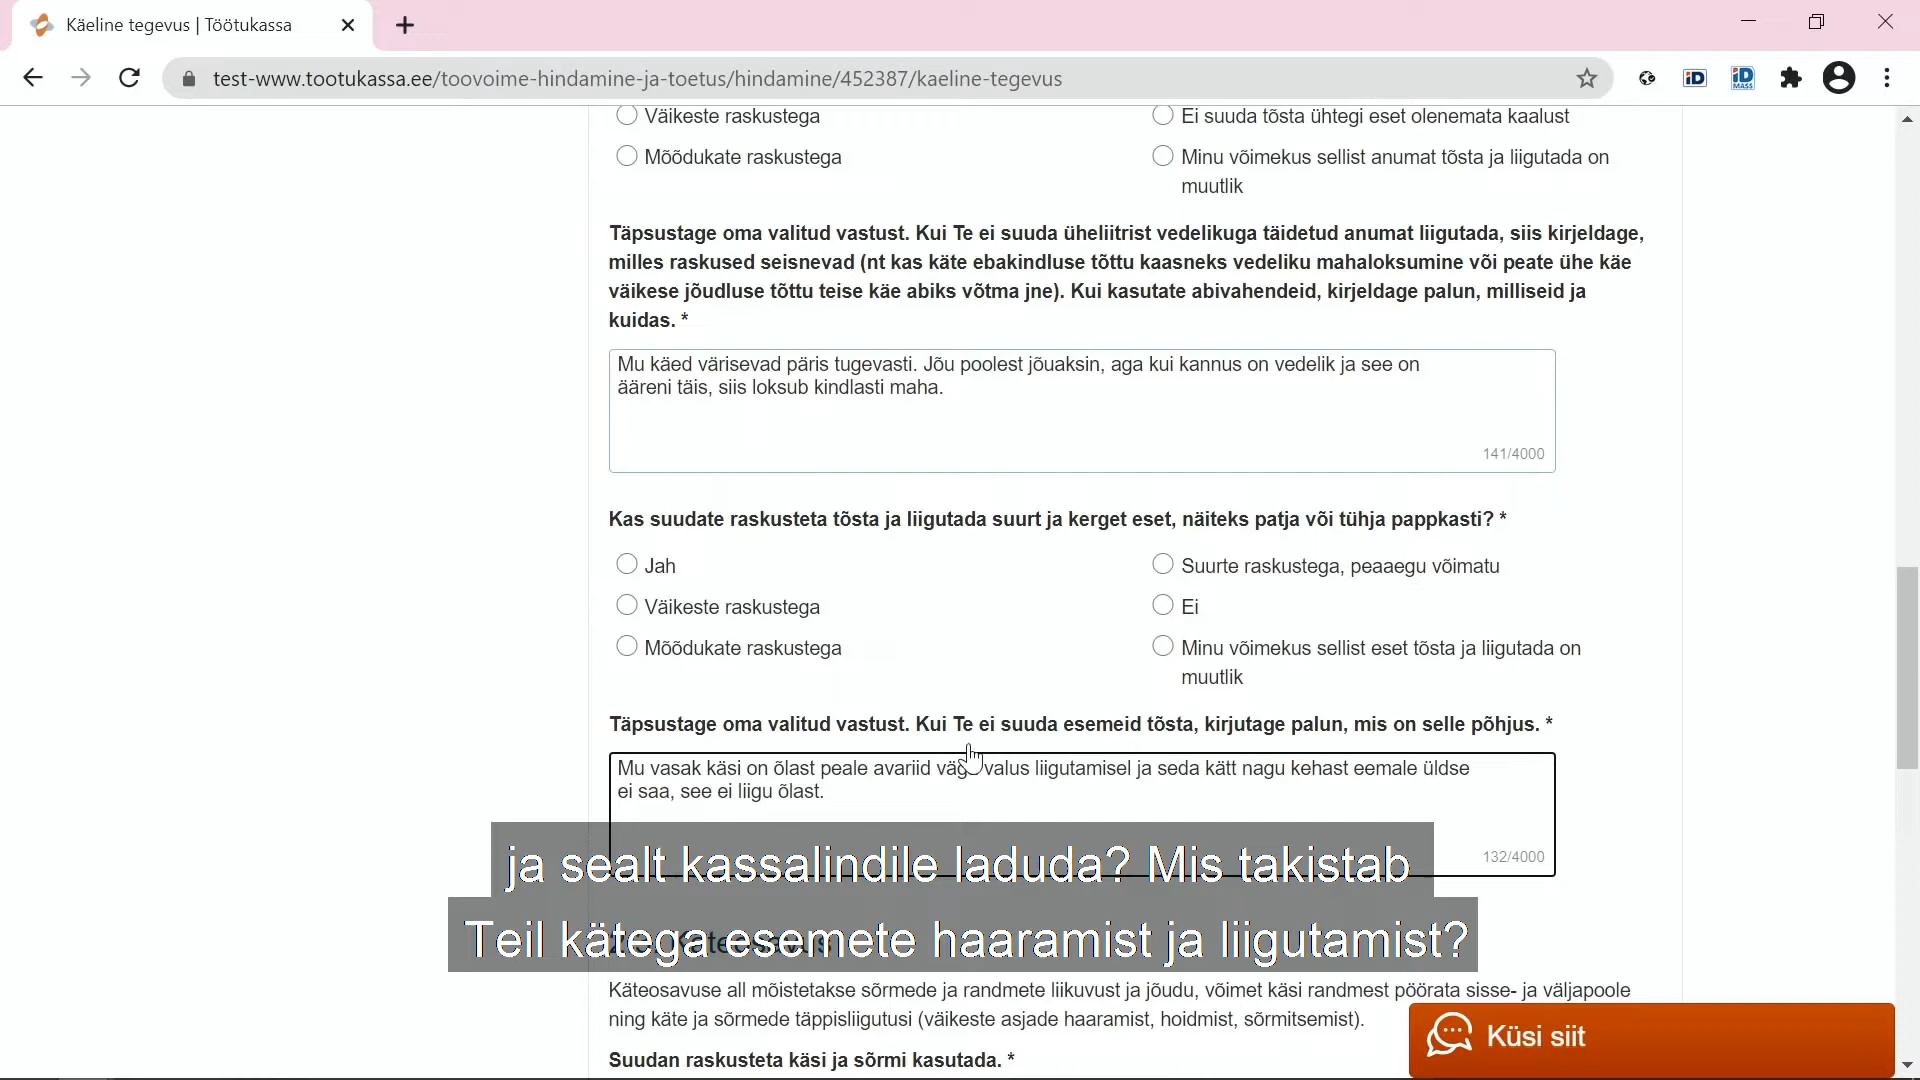 Käeline tegevus | Töötukassa
test-www.tootukassa.ee/toovoime-hindamine-ja-toetus/hindamine/452387/kaeline-tegevus
iD
iD
MASS
Väikeste raskustega
Ei suuda tõsta ühtegi eset olenemata kaalust
Mõõdukate raskustega
Minu võimekus sellist anumat tõsta ja liigutada on
muutlik
Täpsustage oma valitud vastust. Kui Te ei suuda üheliitrist vedelikuga täidetud anumat liigutada, siis kirjeldage,
milles raskused seisnevad (nt kas käte ebakindluse tõttu kaasneks vedeliku mahaloksumine või peate ühe käe
väikese jõudluse tõttu teise käe abiks võtma jne). Kui kasutate abivahendeid, kirjeldage palun, milliseid ja
kuidas. *
Mu käed värisevad päris tugevasti. Jõu poolest jõuaksin, aga kui kannus on vedelik ja see on
ääreni täis, siis loksub kindlasti maha.
141/4000
Kas suudate raskusteta tõsta ja liigutada suurt ja kerget eset, näiteks patja või tühja pappkasti? *
Jah
Suurte raskustega, peaaegu võimatu
Väikeste raskustega
Ei
Mõõdukate raskustega
Minu võimekus sellist eset tõsta ja liigutada on
muutlik
Täpsustage oma valitud vastust. Kui Te ei suuda esemeid tõsta, kirjutage palun, mis on selle põhjus. *
Mu vasak käsi on õlast peale avariid väga valus liigutamisel ja seda kätt nagu kehast eemale üldse
ei saa, see ei liigu õlast.
132/4000
ja sealt kassalindile laduda? Mis takistab
Teil kätega esemete haaramist ja liigutamist?
Käteosavuse all mõistetakse sõrmede ja randmete liikuvust ja jõudu, võimet käsi randmest pöörata sisse- ja väljapoole
ning käte ja sõrmede täppisliigutusi (väikeste asjade haaramist, hoidmist, sõrmitsemist).
Küsi siit
Suudan raskusteta käsi ja sõrmi kasutada. *